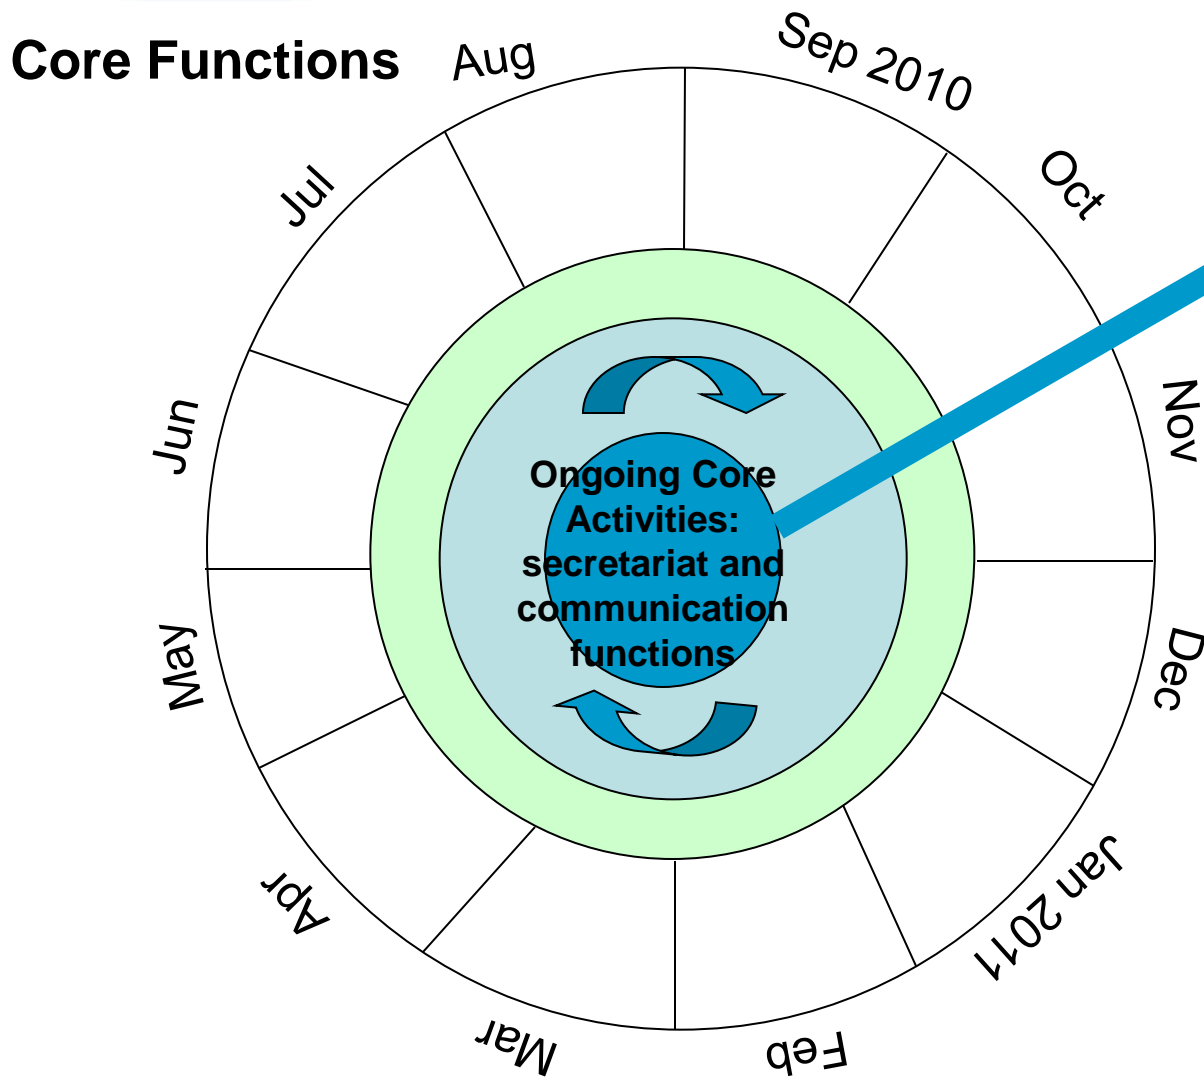 Core Functions
Aug
Sep 2010
Oct
Nov
Dec
Jan 2011
Feb
Mar
Apr
May
Jun
Jul
Ongoing Core
Activities:
secretariat and
communication
functions